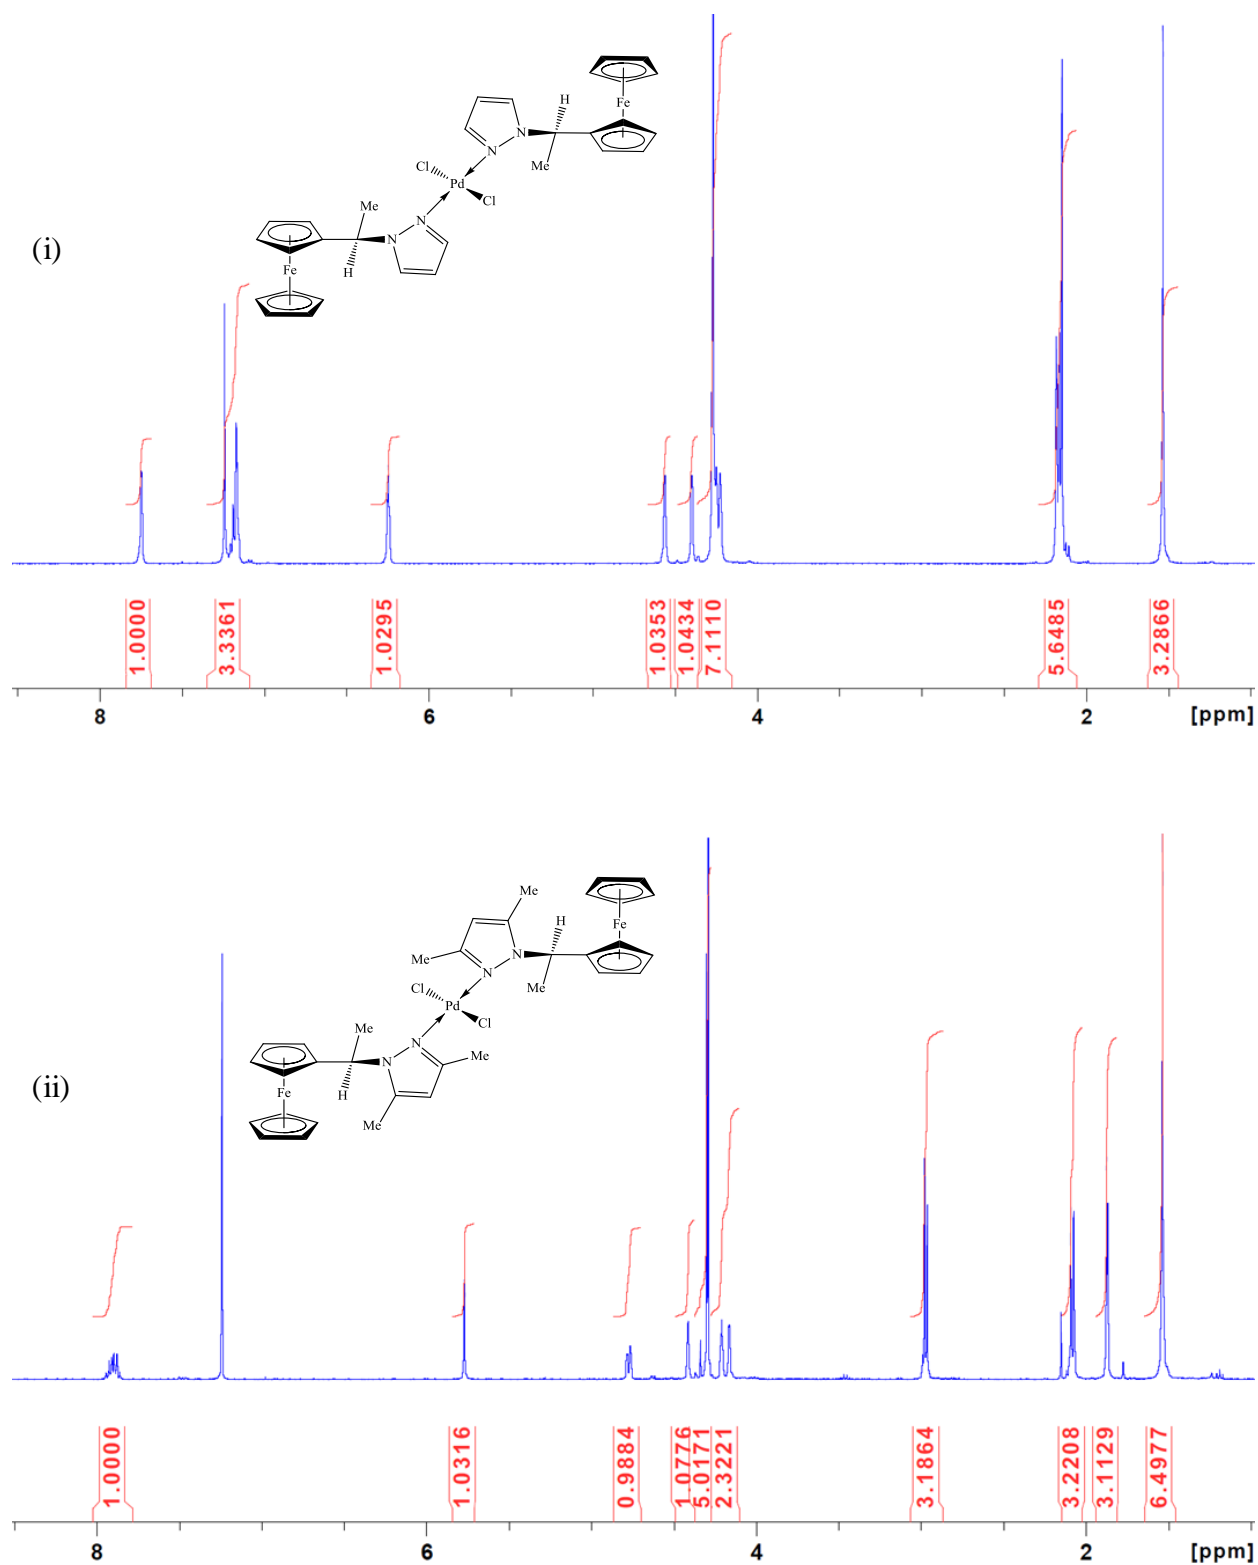 Fe
H
N
N
Me
Cl
Pd
Cl
Me
N
N
H
Fe
(i)
1.0000
3.3361
1.0295
1.0353
1.0434
7.1110
5.6485
3.2866
8 6 4 2 [ppm]
Me
H
Fe
Me
N
N
Me
Cl
Pd
Cl
Me
N
N
Me
H
Fe
Me
(ii)
1.0000
1.0316
0.9884
1.0776
5.0171
2.3221
3.1864
3.2208
3.1129
6.4977
8 6 4 2 [ppm]